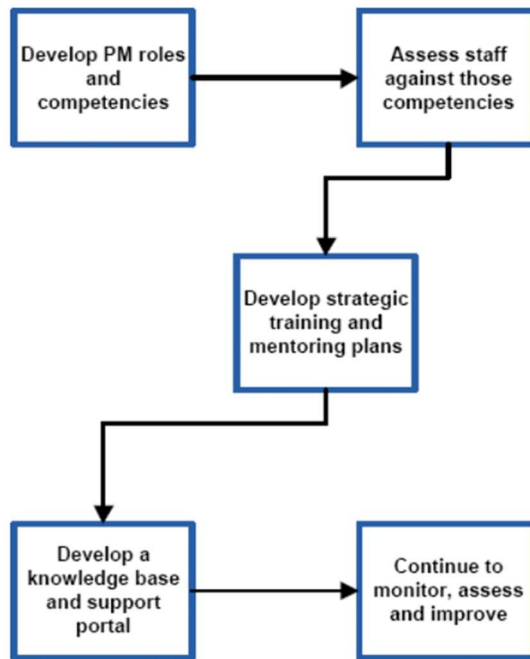 Develop PM roles
and
competencies
Assess staff
against those
competencies
Develop strategic
training and
mentoring plans
Develop a
knowledge base
and support
portal
Continue to
monitor, assess
and improve